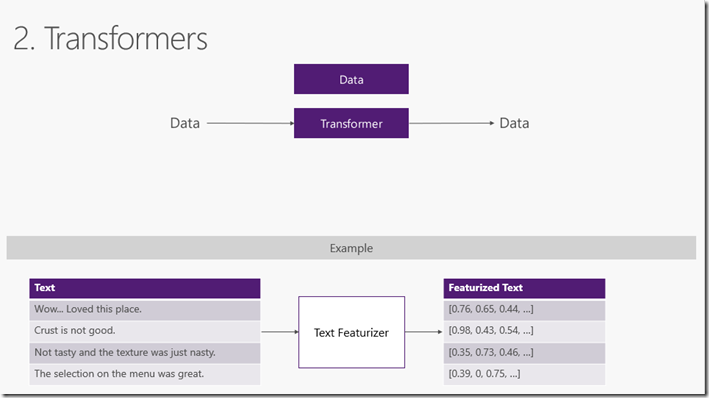 2. Transformers
Data
Data
Transformer
Data
Example
Text
Wow... Loved this place.
Crust is not good.
Not tasty and the texture was just nasty.
The selection on the menu was great.
Text Featurizer
Featurized Text
[0.76, 0.65, 0.44, ...]
[0.98, 0.43, 0.54, ...]
[0.35, 0.73, 0.46, ...]
[0.39, 0, 0.75, ...]